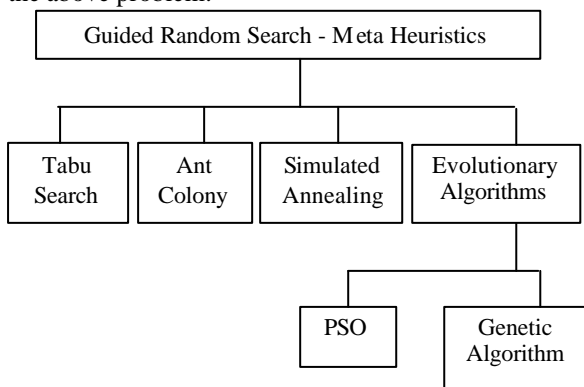 the above problem.
Guided Random Search - Meta Heuristics
Tabu
Search
Ant
Colony
Simulated
Annealing
Evolutionary
Algorithms
PSO
Genetic
Algorithm